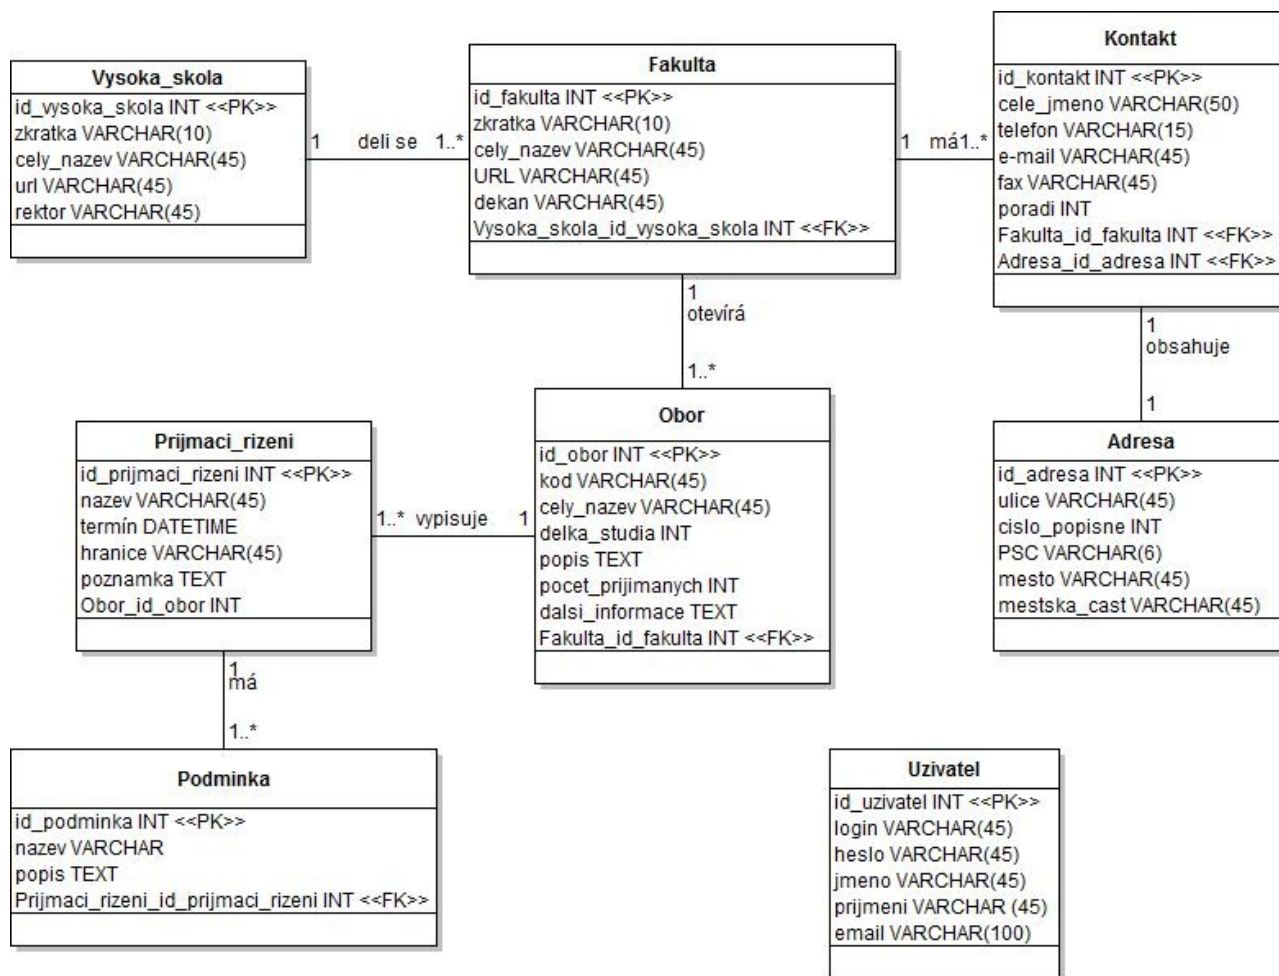 Vysoka_skola
id_vysoka_skola INT <<PK>>
zkratka VARCHAR(10)
cely_nazev VARCHAR(45)
url VARCHAR(45)
rektor VARCHAR(45)
1 deli se 1..*
Fakulta
id_fakulta INT <<PK>>
zkratka VARCHAR(10)
cely_nazev VARCHAR(45)
URL VARCHAR(45)
dekan VARCHAR(45)
Vysoka_skola_id_vysoka_skola INT <<FK>>
1 má1..*
Kontakt
id_kontakt INT <<PK>>
cele_jmeno VARCHAR(50)
telefon VARCHAR(15)
e-mail VARCHAR(45)
fax VARCHAR(45)
poradi INT
Fakulta_id_fakulta INT <<FK>>
Adresa_id_adresa INT <<FK>>
1
otevírá
1..*
1
obsahuje
1
Prijmaci_rizeni
id_prijmaci_rizeni INT <<PK>>
nazev VARCHAR(45)
termín DATETIME
hranice VARCHAR(45)
poznamka TEXT
Obor_id_obor INT
1..* vypisuje 1
Obor
id_obor INT <<PK>>
kod VARCHAR(45)
cely_nazev VARCHAR(45)
delka_studia INT
popis TEXT
pocet_prijimanych INT
dalsi_informace TEXT
Fakulta_id_fakulta INT <<FK>>
Adresa
id_adresa INT <<PK>>
ulice VARCHAR(45)
cislo_popisne INT
PSC VARCHAR(6)
mesto VARCHAR(45)
mestska_cast VARCHAR(45)
1
má
1..*
Podminka
id_podminka INT <<PK>>
nazev VARCHAR
popis TEXT
Prijmaci_rizeni_id_prijmaci_rizeni INT <<FK>>
Uzivatel
id_uzivatel INT <<PK>>
login VARCHAR(45)
heslo VARCHAR(45)
jmeno VARCHAR(45)
prijmeni VARCHAR (45)
email VARCHAR(100)